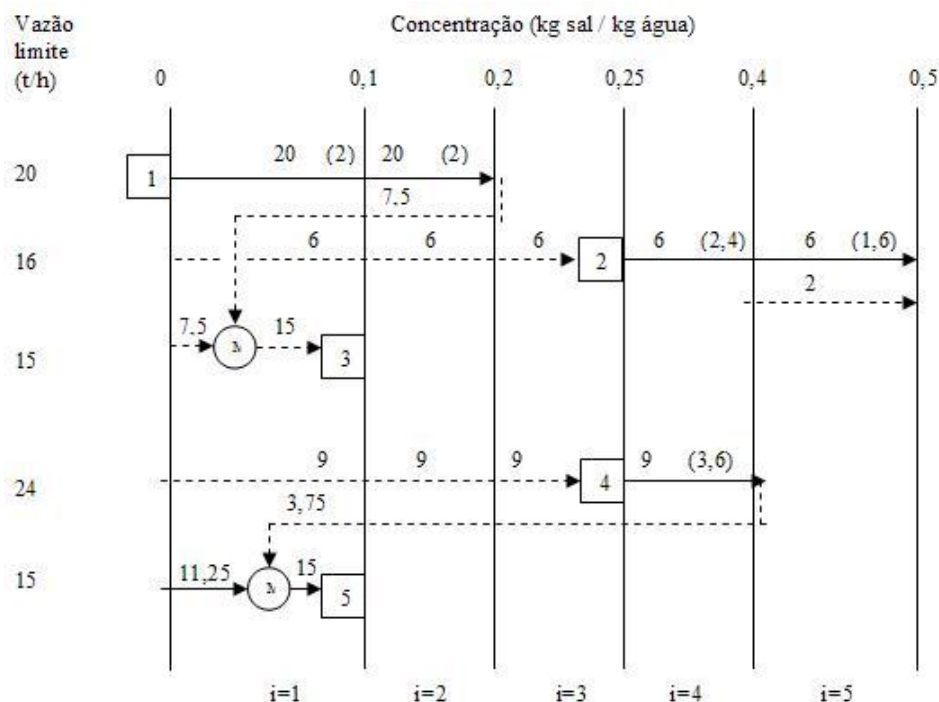 Vazão
limite
(t/h)
Concentração (kg sal / kg água)
0 0,1 0,2 0,25 0,4 0,5
20 (2) 20 (2)
20
1
7,5
6 6 6 6 (2,4) 6 (1,6)
16
2
2
7,5 15
15
3
9 9 9 9 (3,6)
24
4
3,75
11,25 15
15
5
i=1 i=2 i=3 i=4 i=5